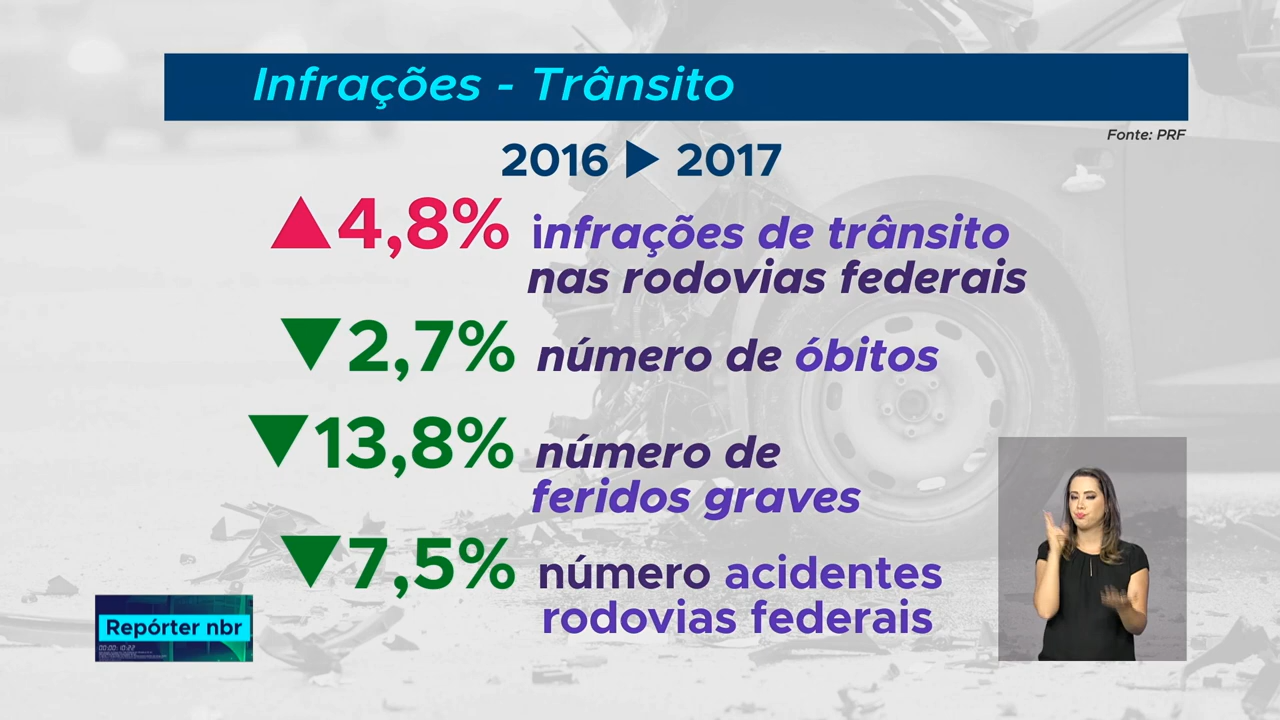 Infrações - Trânsito
Fonte: PRF
2016 ▶ 2017
▲4,8% infrações de trânsito
nas rodovias federais
▼2,7% número de óbitos
▼13,8% número de
feridos graves
▼7,5% número acidentes
rodovias federais
Repórter nbr